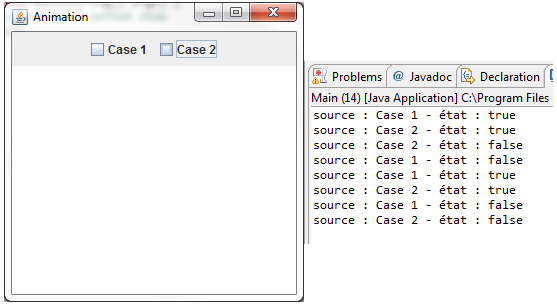 Animation
Case 1 Case 2
Problems @ Javadoc Declaration
Main (14) [Java Application] C:\Program Files
source : Case 1 - état : true
source : Case 2 - état : true
source : Case 2 - état : false
source : Case 1 - état : false
source : Case 1 - état : true
source : Case 2 - état : true
source : Case 1 - état : false
source : Case 2 - état : false